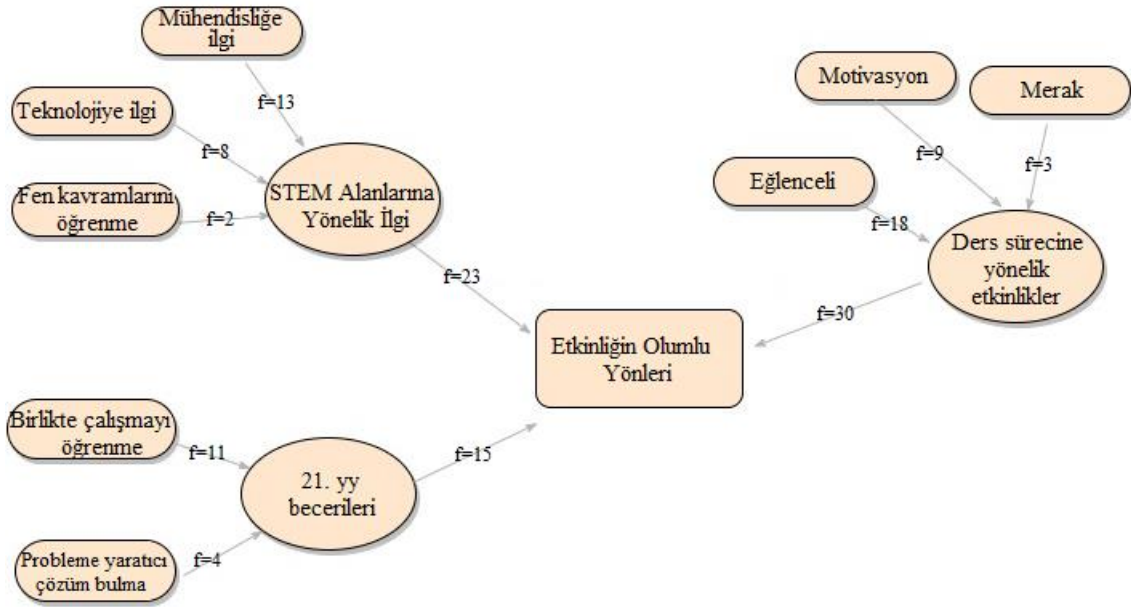 Mühendisliğe
ilgi
f=13
Teknolojiye ilgi
f=8
Fen kavramlarını
öğrenme
f=2
STEM Alanlarına
Yönelik İlgi
f=23
Motivasyon
f=9
Merak
f=3
Eğlenceli
f=18
Ders sürecine
yönelik
etkinlikler
f=30
Etkinliğin Olumlu
Yönleri
Birlikte çalışmayı
öğrenme
f=11
21. yy
becerileri
f=15
Probleme yaratıcı
çözüm bulma
f=4